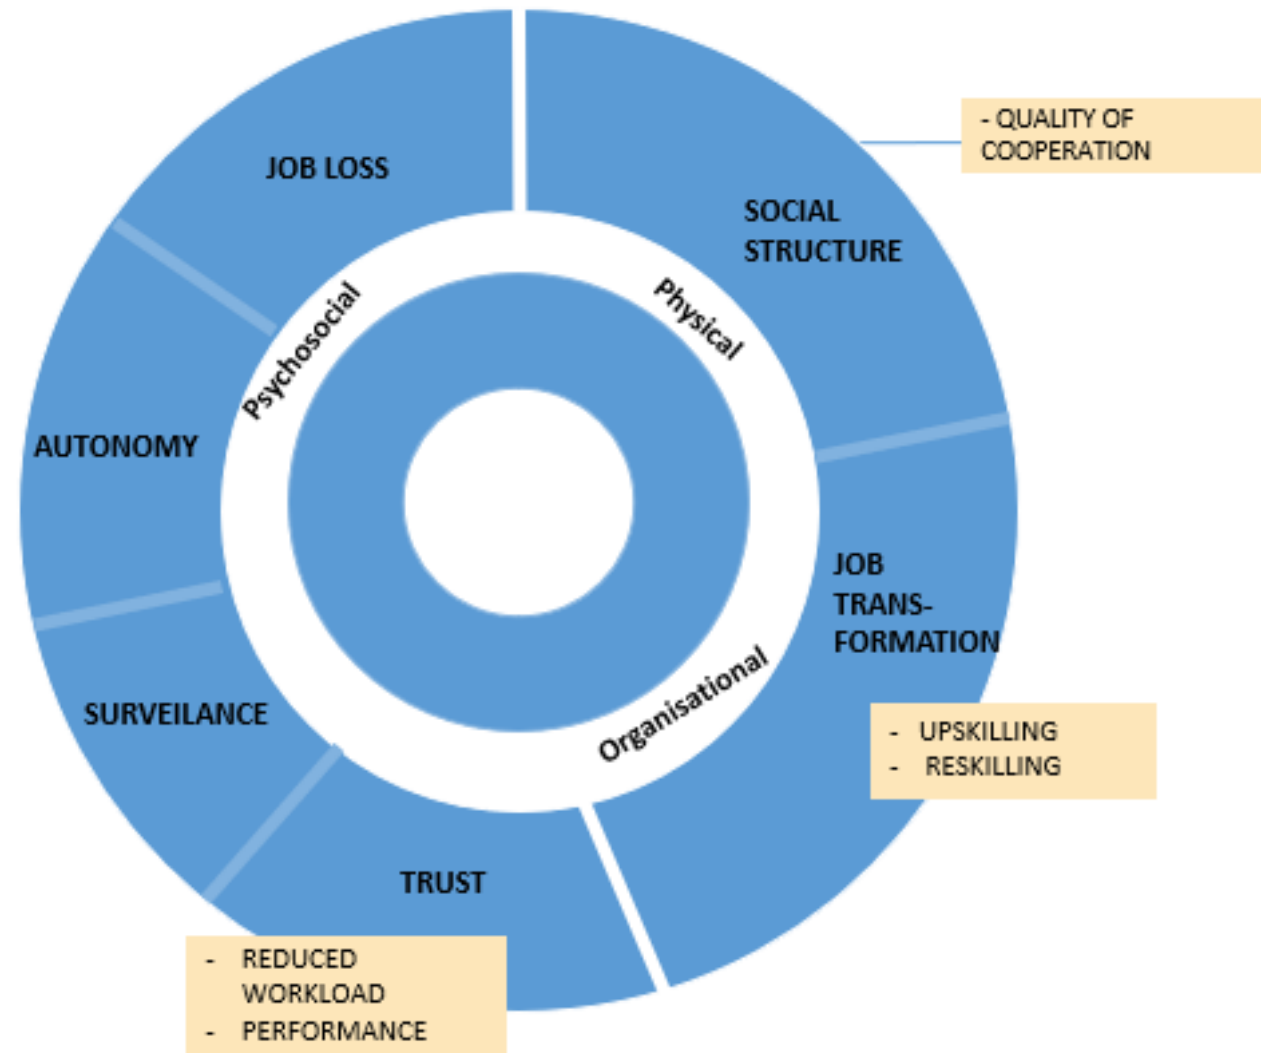 JOB LOSS
- QUALITY OF
COOPERATION
SOCIAL
STRUCTURE
Psychosocial
Physical
AUTONOMY
JOB
TRANS-
FORMATION
Organisational
SURVEILANCE
- UPSKILLING
- RESKILLING
TRUST
- REDUCED
WORKLOAD
- PERFORMANCE